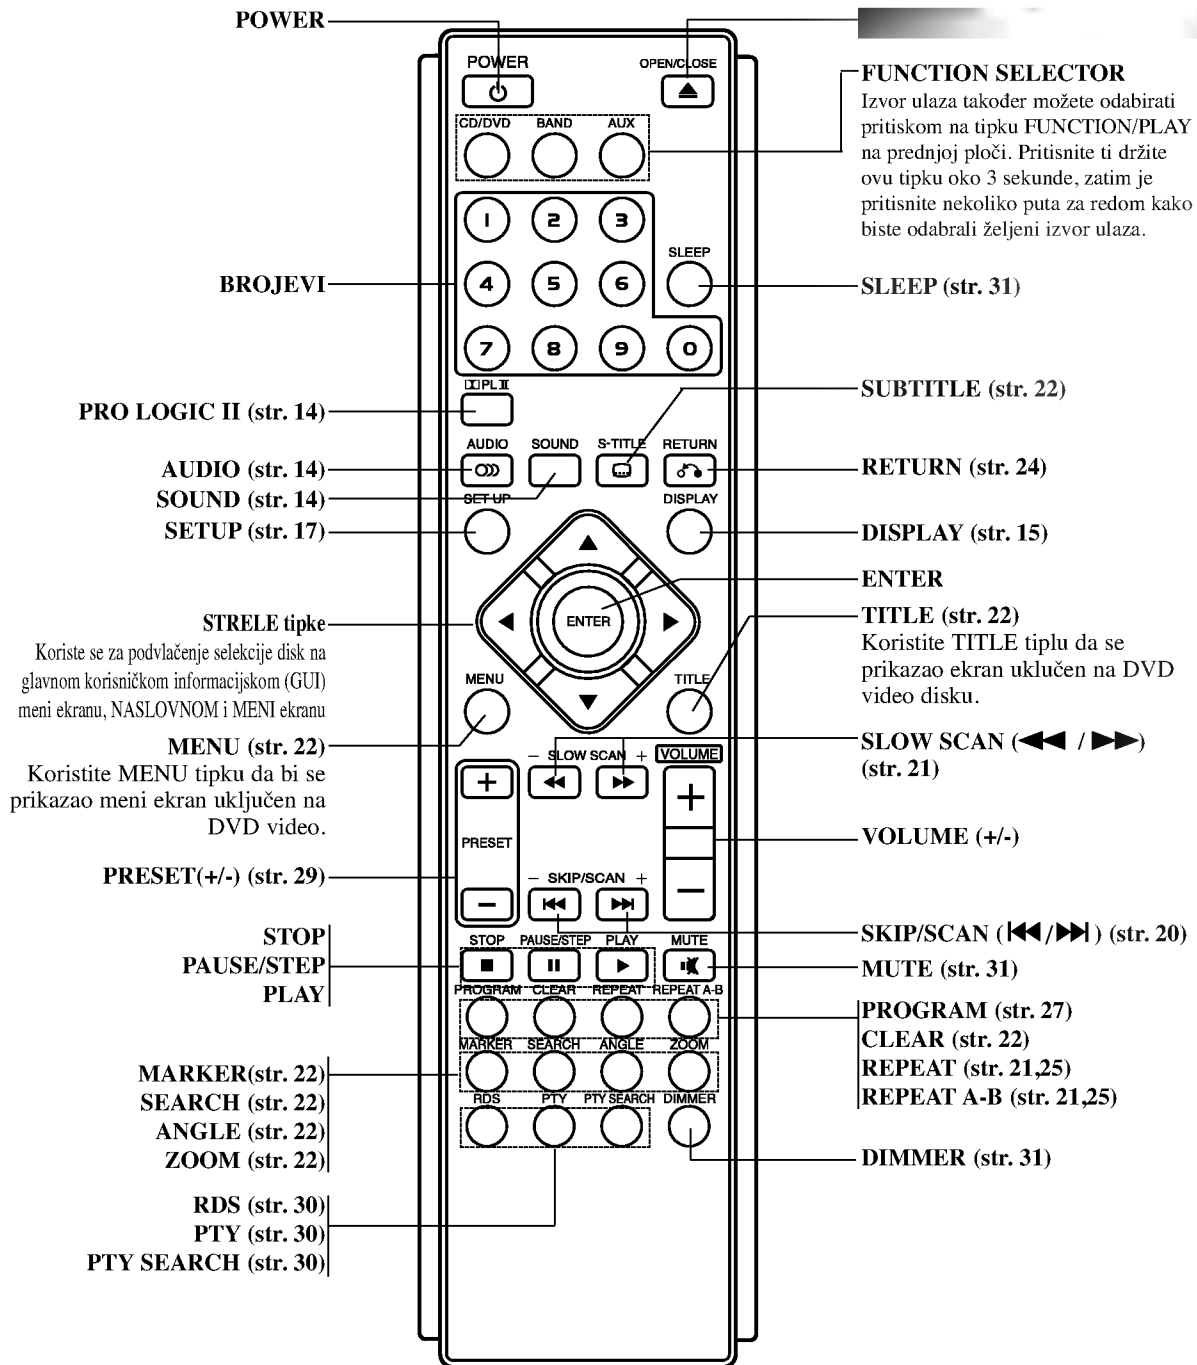 POWER
FUNCTION SELECTOR
Izvor ulaza također možete odabirati
pritiskom na tipku FUNCTION/PLAY
na prednjoj ploči. Pritisnite ti držite
ovu tipku oko 3 sekunde, zatim je
pritisnite nekoliko puta za redom kako
biste odabrali željeni izvor ulaza.
POWER
OPEN/CLOSE
CD/DVD BAND AUX
1 2 3
SLEEP
BROJEVI
4 5 6
SLEEP (str. 31)
7 8 9 0
PL II
SUBTITLE (str. 22)
PRO LOGIC II (str. 14)
AUDIO SOUND S-TITLE RETURN
AUDIO (str. 14)
RETURN (str. 24)
SOUND (str. 14)
SET UP DISPLAY
SETUP (str. 17)
DISPLAY (str. 15)
ENTER
ENTER
STRELE tipke
Koriste se za podvlačenje selekcije disk na
glavnom korisničkom informacijskom (GUI)
meni ekranu, NASLOVNOM i MENI ekranu
TITLE (str. 22)
Koristite TITLE tiplu da se
prikazao ekran uklučen na DVD
video disku.
MENU TITLE
MENU (str. 22)
Koristite MENU tipku da bi se
prikazao meni ekran uključen na
DVD video.
SLOW SCAN (◀◀ / ▶▶)
(str. 21)
− SLOW SCAN + VOLUME
+ +
PRESET
VOLUME (+/-)
PRESET(+/-) (str. 29)
− SKIP/SCAN +
− −
SKIP/SCAN (|◀◀/▶▶| ) (str. 20)
STOP
PAUSE/STEP
PLAY
STOP PAUSE/STEP PLAY MUTE
MUTE (str. 31)
PROGRAM CLEAR REPEAT REPEAT A-B
PROGRAM (str. 27)
CLEAR (str. 22)
REPEAT (str. 21,25)
REPEAT A-B (str. 21,25)
MARKER SEARCH ANGLE ZOOM
MARKER(str. 22)
SEARCH (str. 22)
ANGLE (str. 22)
ZOOM (str. 22)
RDS PTY PTY SEARCH DIMMER
DIMMER (str. 31)
RDS (str. 30)
PTY (str. 30)
PTY SEARCH (str. 30)